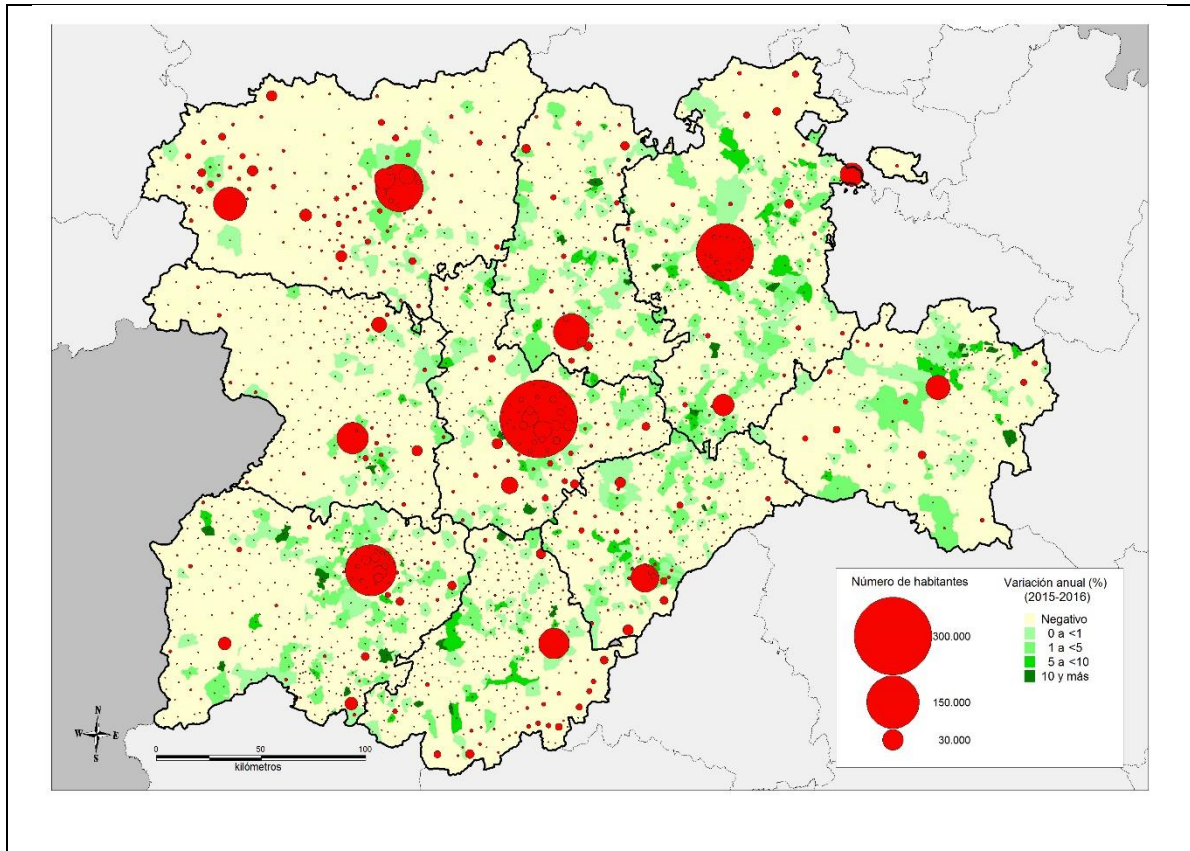 Número de habitantes
300.000
150.000
30.000
Variación anual (%)
(2015-2016)
Negativo
0 a <1
1 a <5
5 a <10
10 y más
N
W
E
S
0
50
100
kilómetros